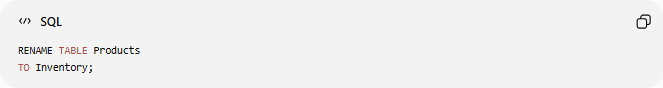 SQL
RENAME TABLE Products
TO Inventory;